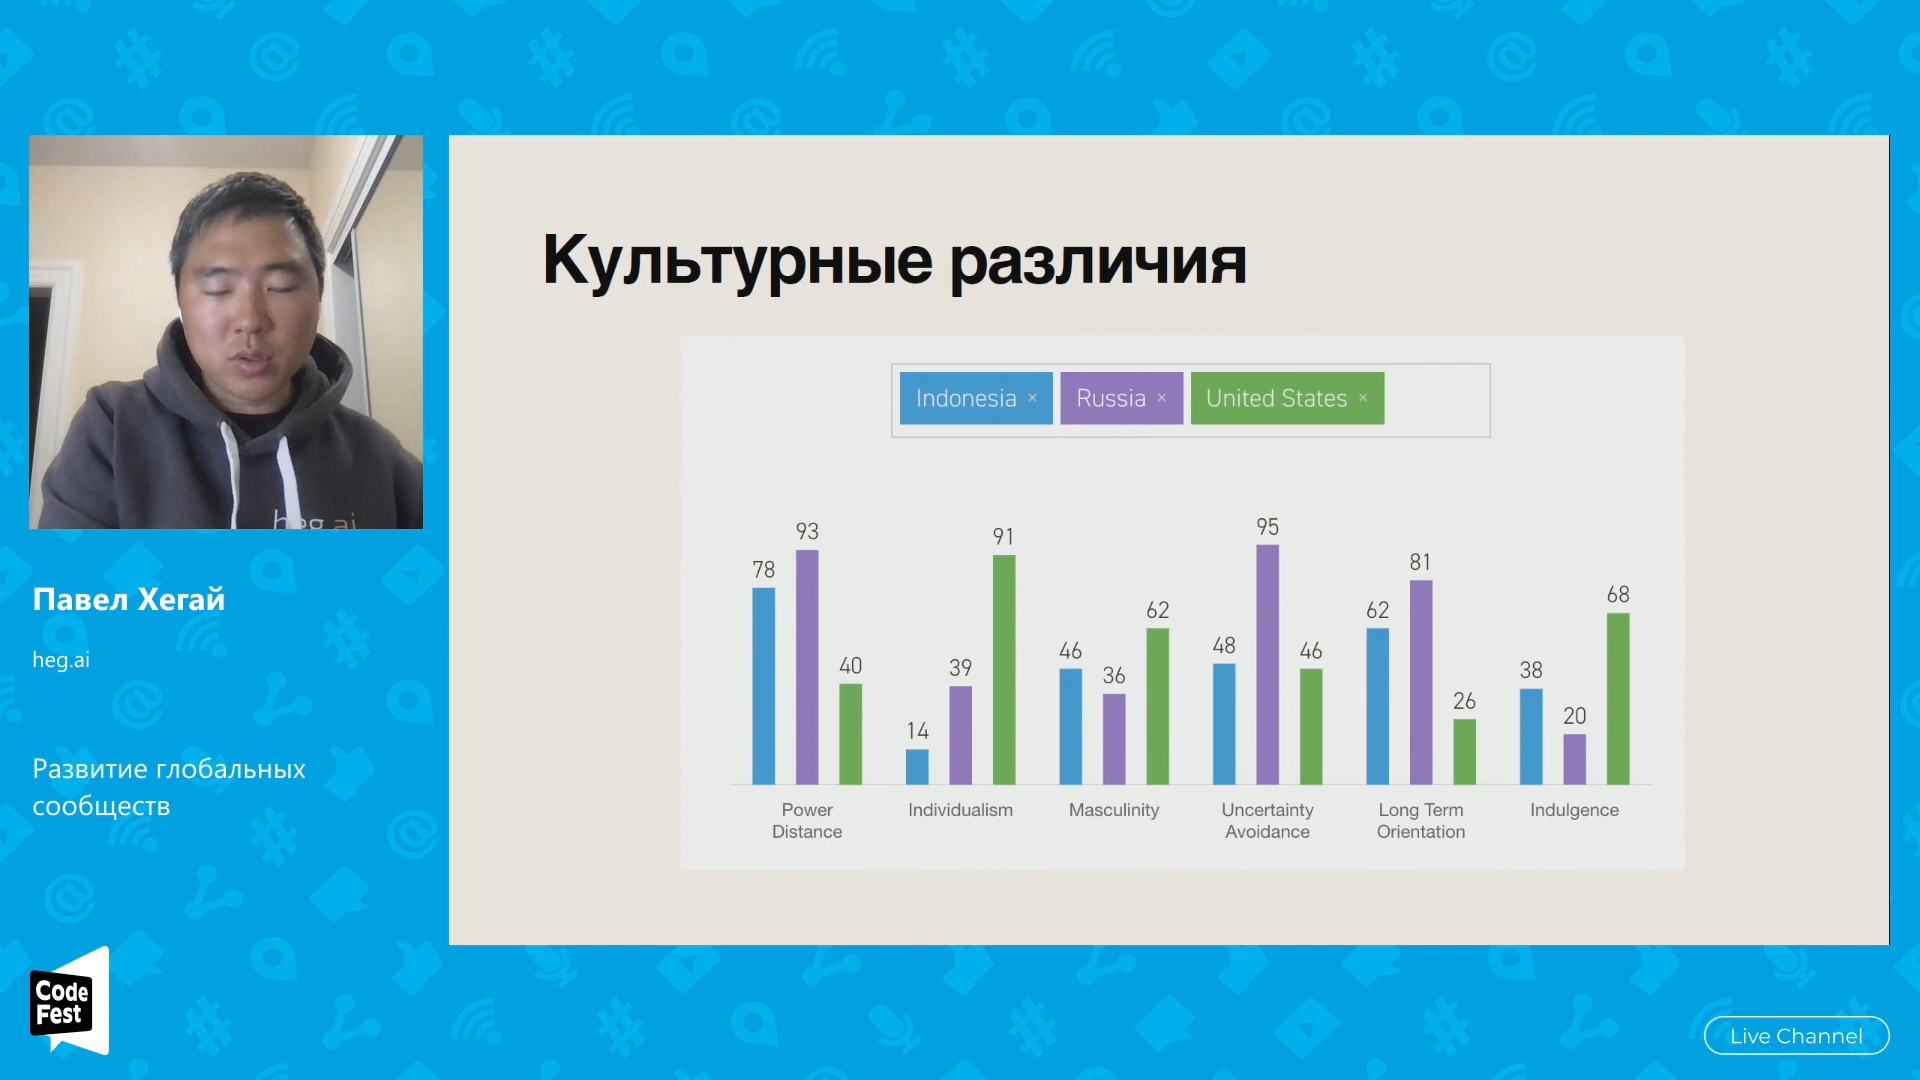 Культурные различия
Indonesia × Russia × United States ×
78 93 40
14 39 91
46 36 62
48 95 46
62 81 26
38 20 68
Power
Distance
Individualism
Masculinity
Uncertainty
Avoidance
Long Term
Orientation
Indulgence
heg.ai
Павел Хегай
heg.ai
Развитие глобальных
сообществ
Code
Fest
Live Channel